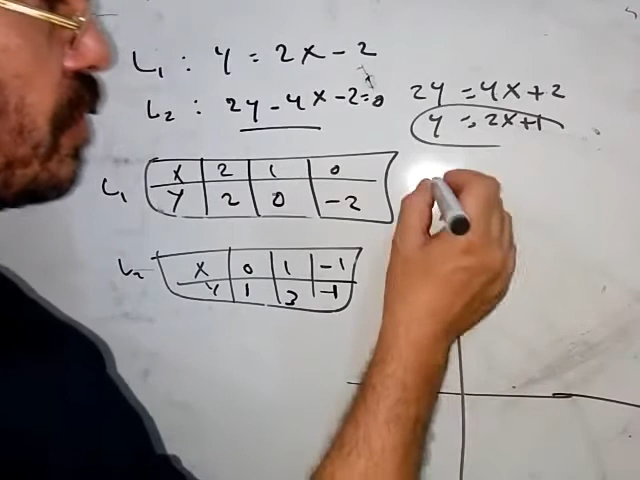 L₁ : y = 2x - 2
L₂ : 2y - 4x - 2 = 0
2y = 4x + 2
y = 2x + 1
L₁
x 2 1 0
y 2 0 -2
L₂
x 0 1 -1
y 1 3 -1